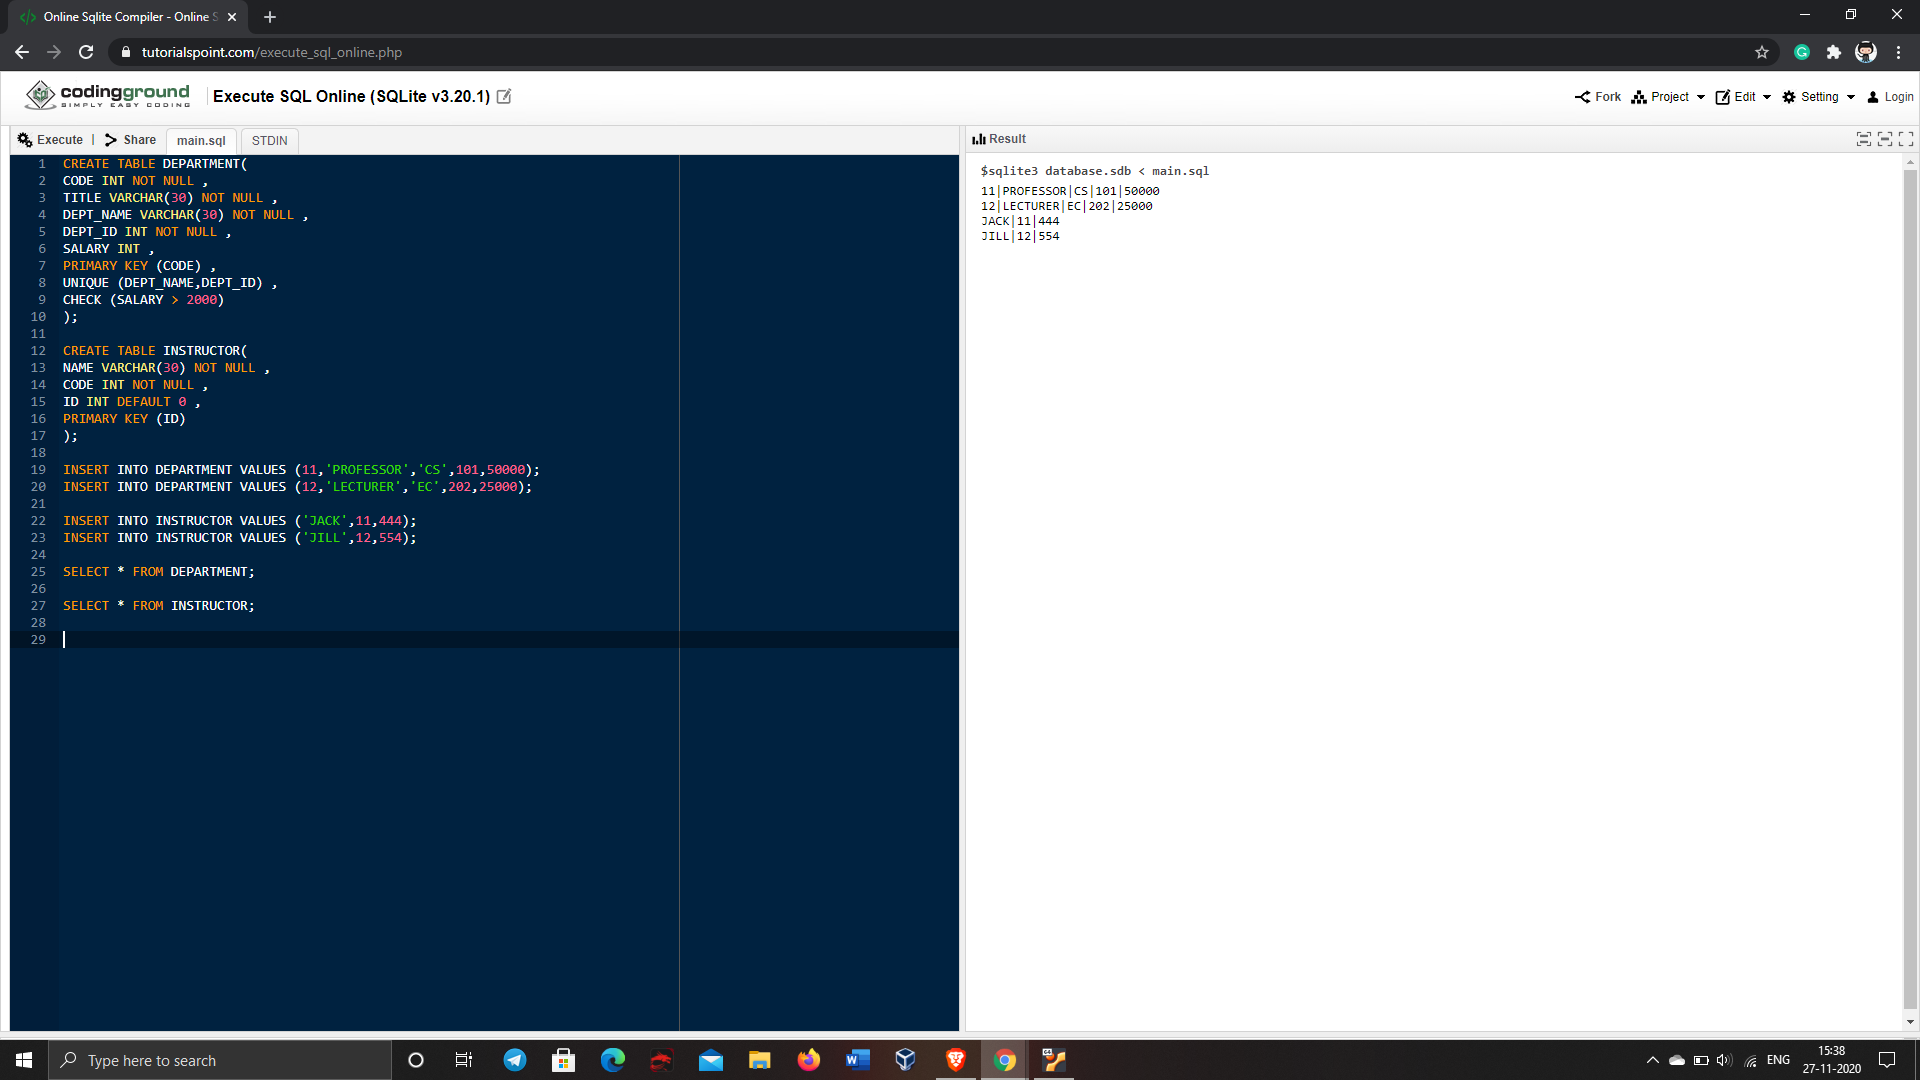 Online Sqlite Compiler - Online S
tutorialspoint.com/execute_sql_online.php
codingground
SIMPLY EASY CODING
Execute SQL Online (SQLite v3.20.1)
Fork Project Edit Setting Login
Execute | Share main.sql STDIN
1 CREATE TABLE DEPARTMENT(
2 CODE INT NOT NULL ,
3 TITLE VARCHAR(30) NOT NULL ,
4 DEPT_NAME VARCHAR(30) NOT NULL ,
5 DEPT_ID INT NOT NULL ,
6 SALARY INT ,
7 PRIMARY KEY (CODE) ,
8 UNIQUE (DEPT_NAME,DEPT_ID) ,
9 CHECK (SALARY > 2000)
10 );
11
12 CREATE TABLE INSTRUCTOR(
13 NAME VARCHAR(30) NOT NULL ,
14 CODE INT NOT NULL ,
15 ID INT DEFAULT 0 ,
16 PRIMARY KEY (ID)
17 );
18
19 INSERT INTO DEPARTMENT VALUES (11,'PROFESSOR','CS',101,50000);
20 INSERT INTO DEPARTMENT VALUES (12,'LECTURER','EC',202,25000);
21
22 INSERT INTO INSTRUCTOR VALUES ('JACK',11,444);
23 INSERT INTO INSTRUCTOR VALUES ('JILL',12,554);
24
25 SELECT * FROM DEPARTMENT;
26
27 SELECT * FROM INSTRUCTOR;
28
29
Result
$sqlite3 database.sdb < main.sql
11|PROFESSOR|CS|101|50000
12|LECTURER|EC|202|25000
JACK|11|444
JILL|12|554
Type here to search
ENG
15:38
27-11-2020